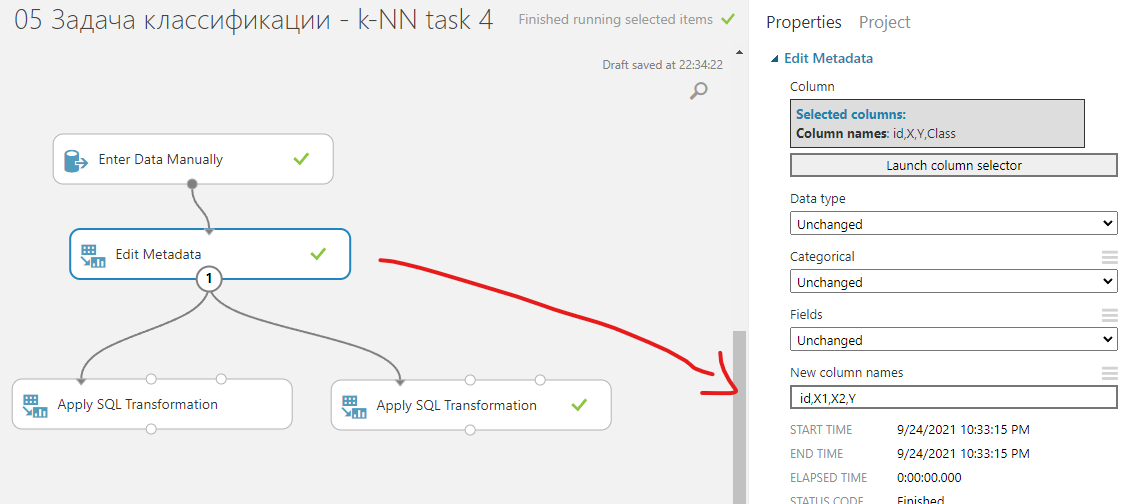 05 Задача классификации - k-NN task 4
Finished running selected items
Draft saved at 22:34:22
Enter Data Manually
Edit Metadata
1
Apply SQL Transformation
Apply SQL Transformation
Properties Project
Edit Metadata
Column
Selected columns:
Column names: id,X,Y,Class
Launch column selector
Data type
Unchanged
Categorical
Unchanged
Fields
Unchanged
New column names
id,X1,X2,Y
START TIME 9/24/2021 10:33:15 PM
END TIME 9/24/2021 10:33:15 PM
ELAPSED TIME 0:00:00.000
STATUS CODE Finished